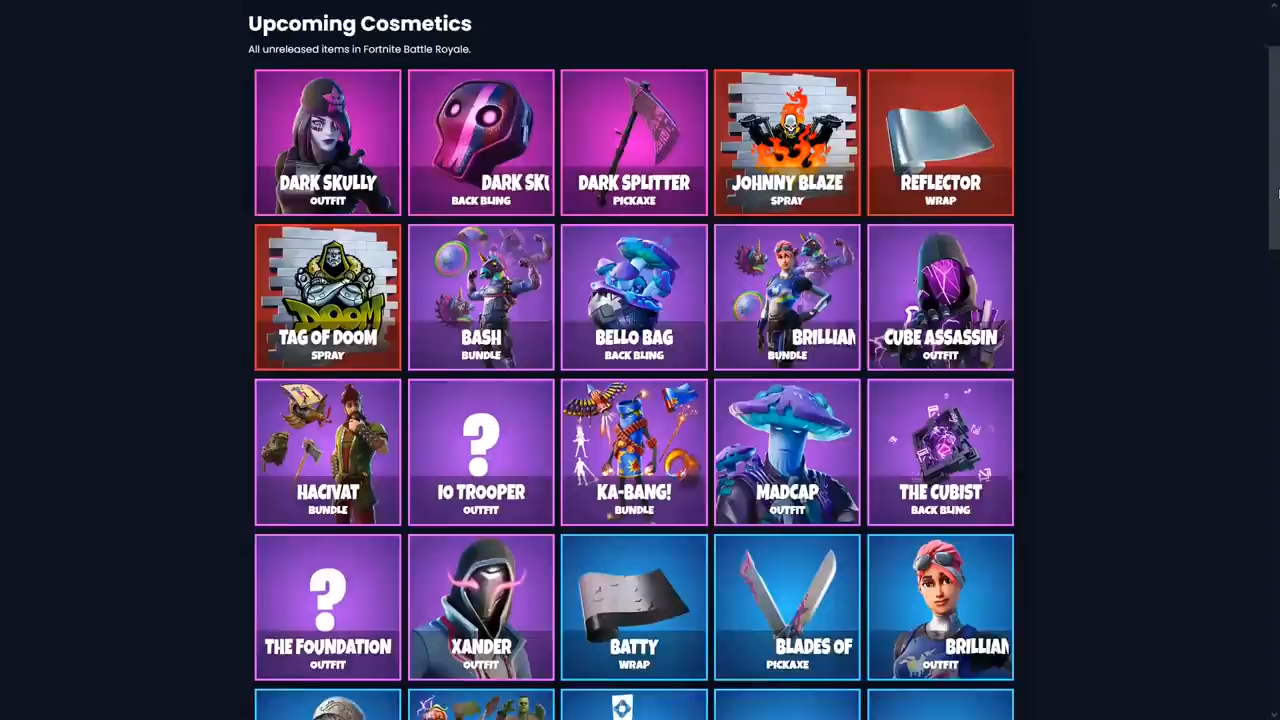 Upcoming Cosmetics
All unreleased items in Fortnite Battle Royale.
DARK SKULLY
OUTFIT
DARK SKU
BACK BLING
DARK SPLITTER
PICKAXE
JOHNNY BLAZE
SPRAY
REFLECTOR
WRAP
DOOM
TAG OF DOOM
SPRAY
BASH
BUNDLE
BELLO BAG
BACK BLING
BRILLIAN
BUNDLE
CUBE ASSASSIN
OUTFIT
HACIVAT
BUNDLE
?
IO TROOPER
OUTFIT
KA-BANG!
BUNDLE
MADCAP
OUTFIT
THE CUBIST
BACK BLING
?
THE FOUNDATION
OUTFIT
XANDER
OUTFIT
BATTY
WRAP
BLADES OF
PICKAXE
BRILLIAN
OUTFIT